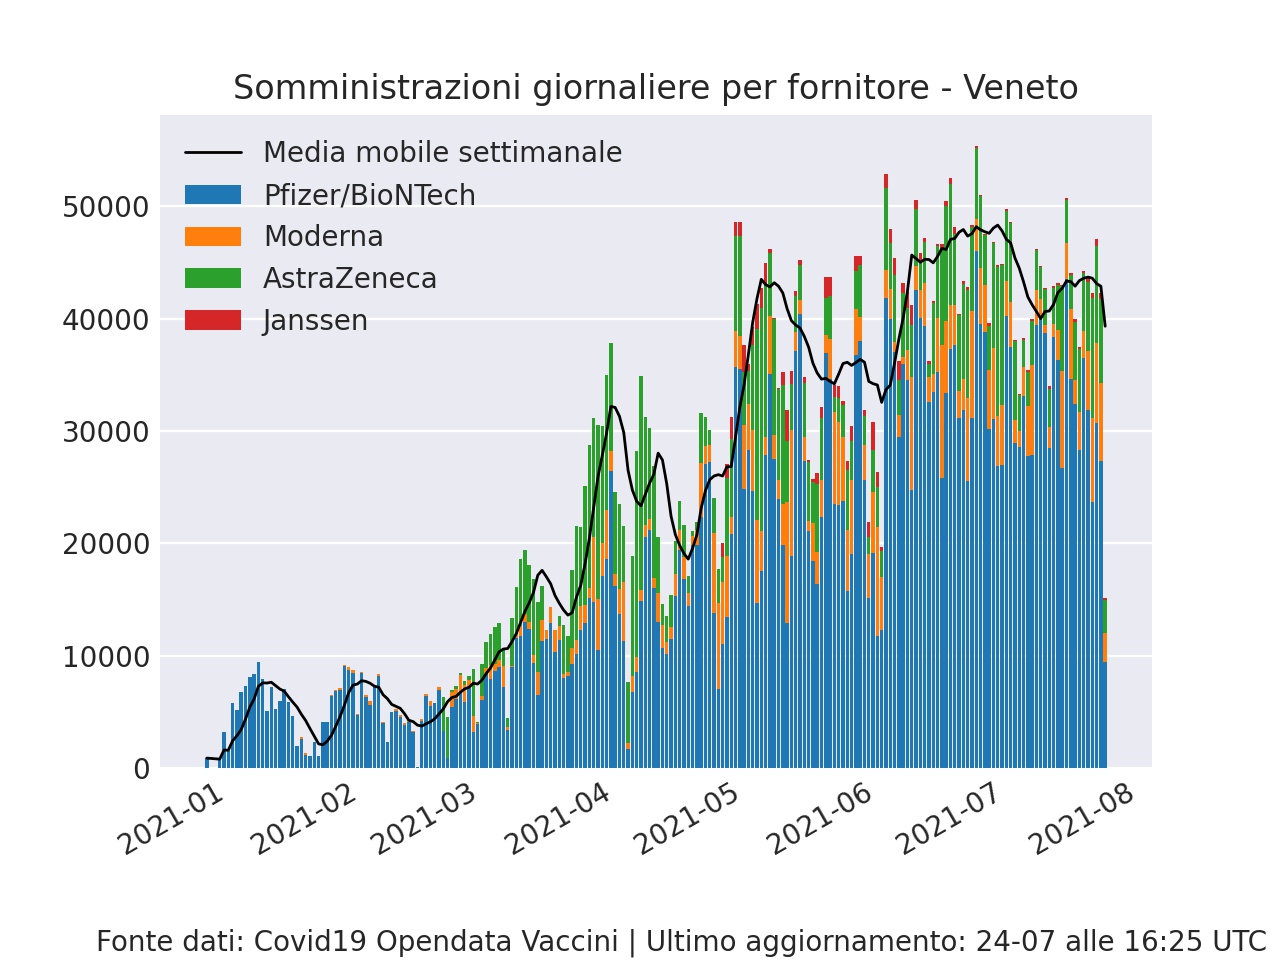 Somministrazioni giornaliere per fornitore - Veneto
Media mobile settimanale
Pfizer/BioNTech
Moderna
AstraZeneca
Janssen
50000
40000
30000
20000
10000
0
2021-01
2021-02
2021-03
2021-04
2021-05
2021-06
2021-07
2021-08
Fonte dati: Covid19 Opendata Vaccini | Ultimo aggiornamento: 24-07 alle 16:25 UTC